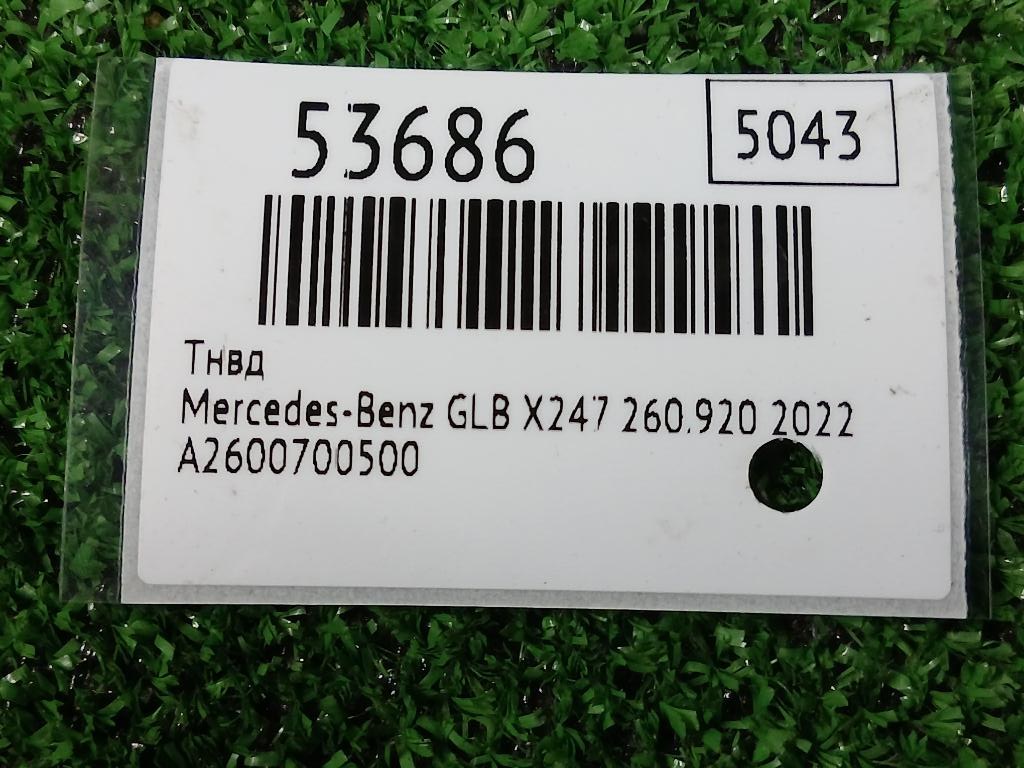 53686
5043
Тнвд
Mercedes-Benz GLB X247 260.920 2022
A2600700500